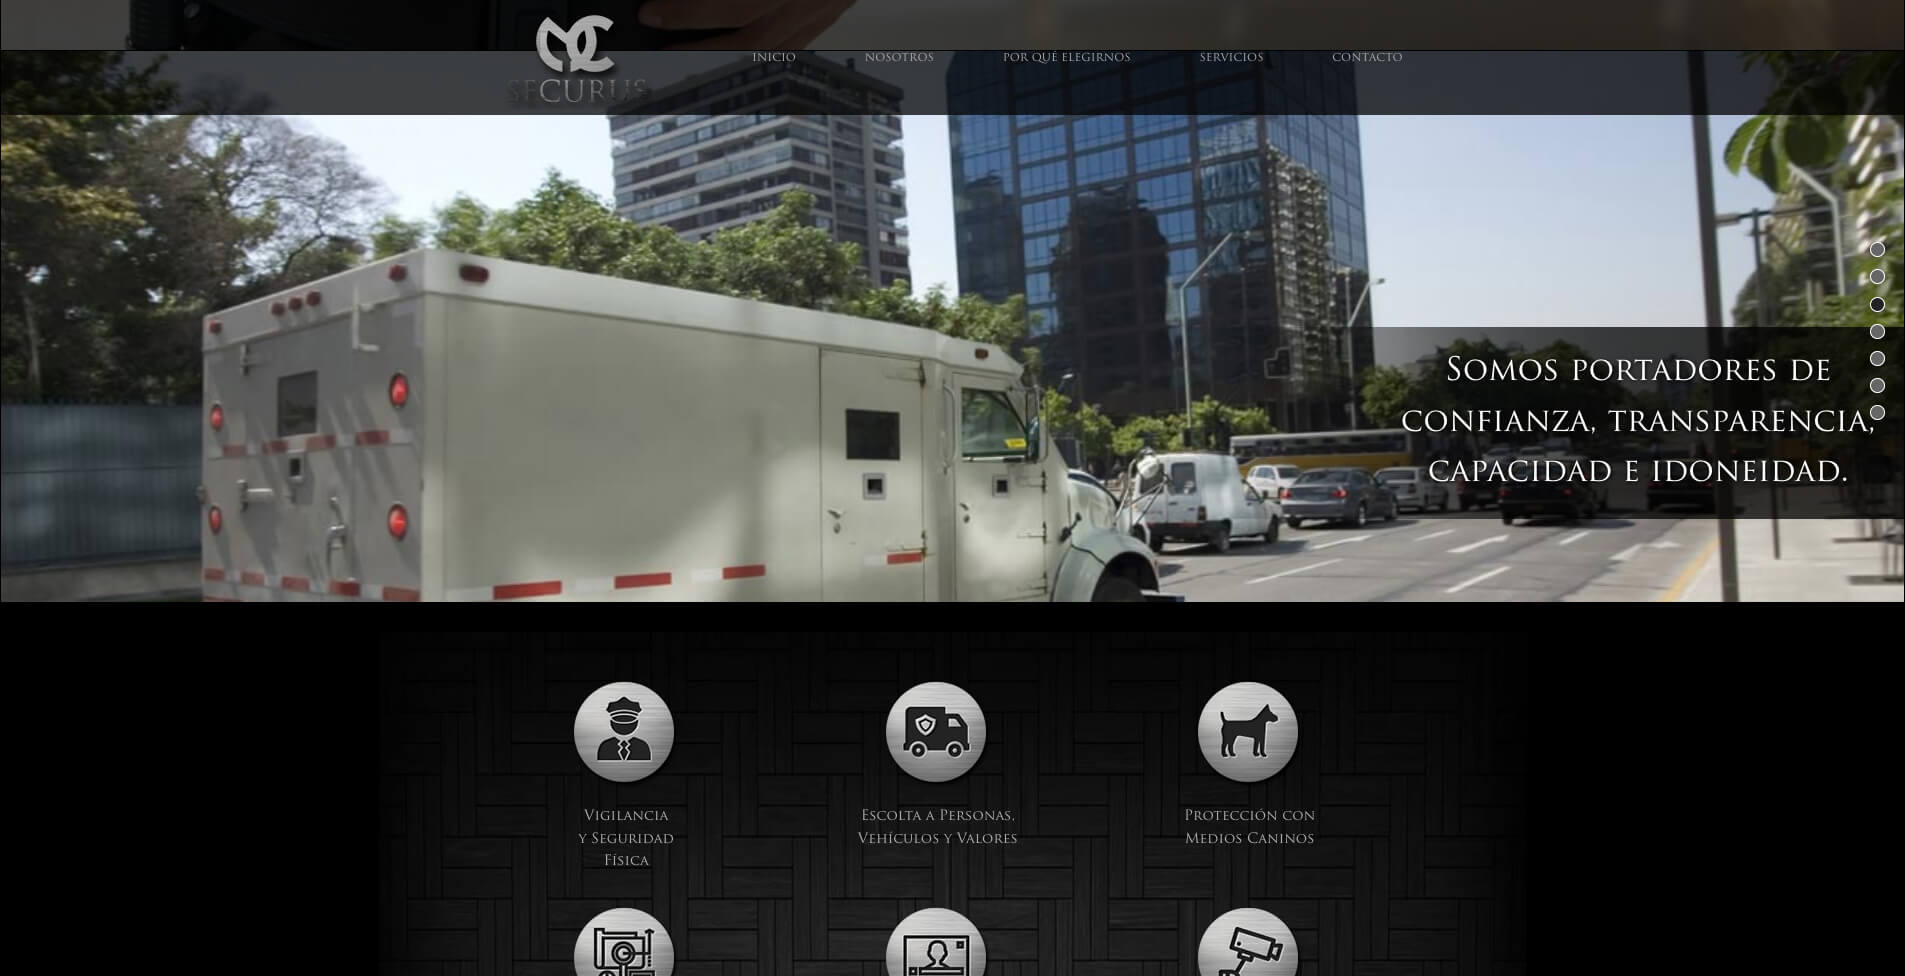 SECURUS
INICIO
NOSOTROS
POR QUÉ ELEGIRNOS
SERVICIOS
CONTACTO
Somos portadores de
confianza, transparencia,
capacidad e idoneidad.
Vigilancia
y Seguridad
Física
Escolta a Personas,
Vehículos y Valores
Protección con
Medios Caninos